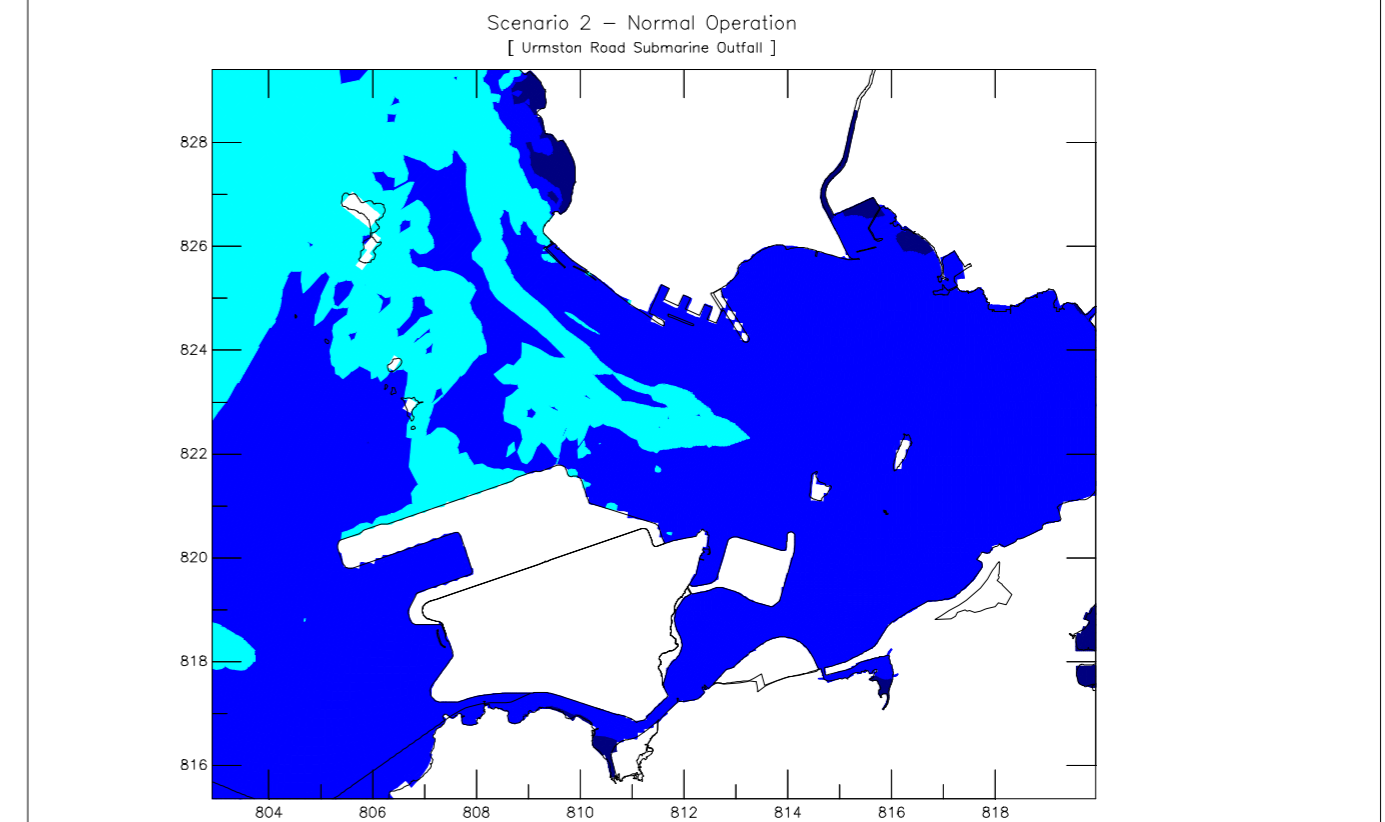 Scenario 2 – Normal Operation
[ Urmston Road Submarine Outfall ]
828
826
824
822
820
818
816
804 806 808 810 812 814 816 818